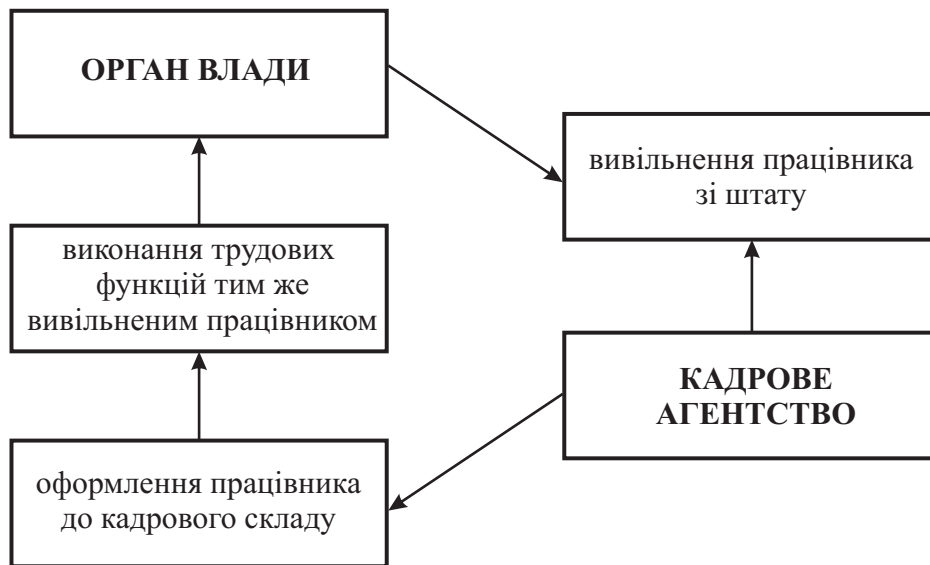 ОРГАН ВЛАДИ
вивільнення працівника
зі штату
виконання трудових
функцій тим же
вивільненим працівником
КАДРОВЕ
АГЕНТСТВО
оформлення працівника
до кадрового складу